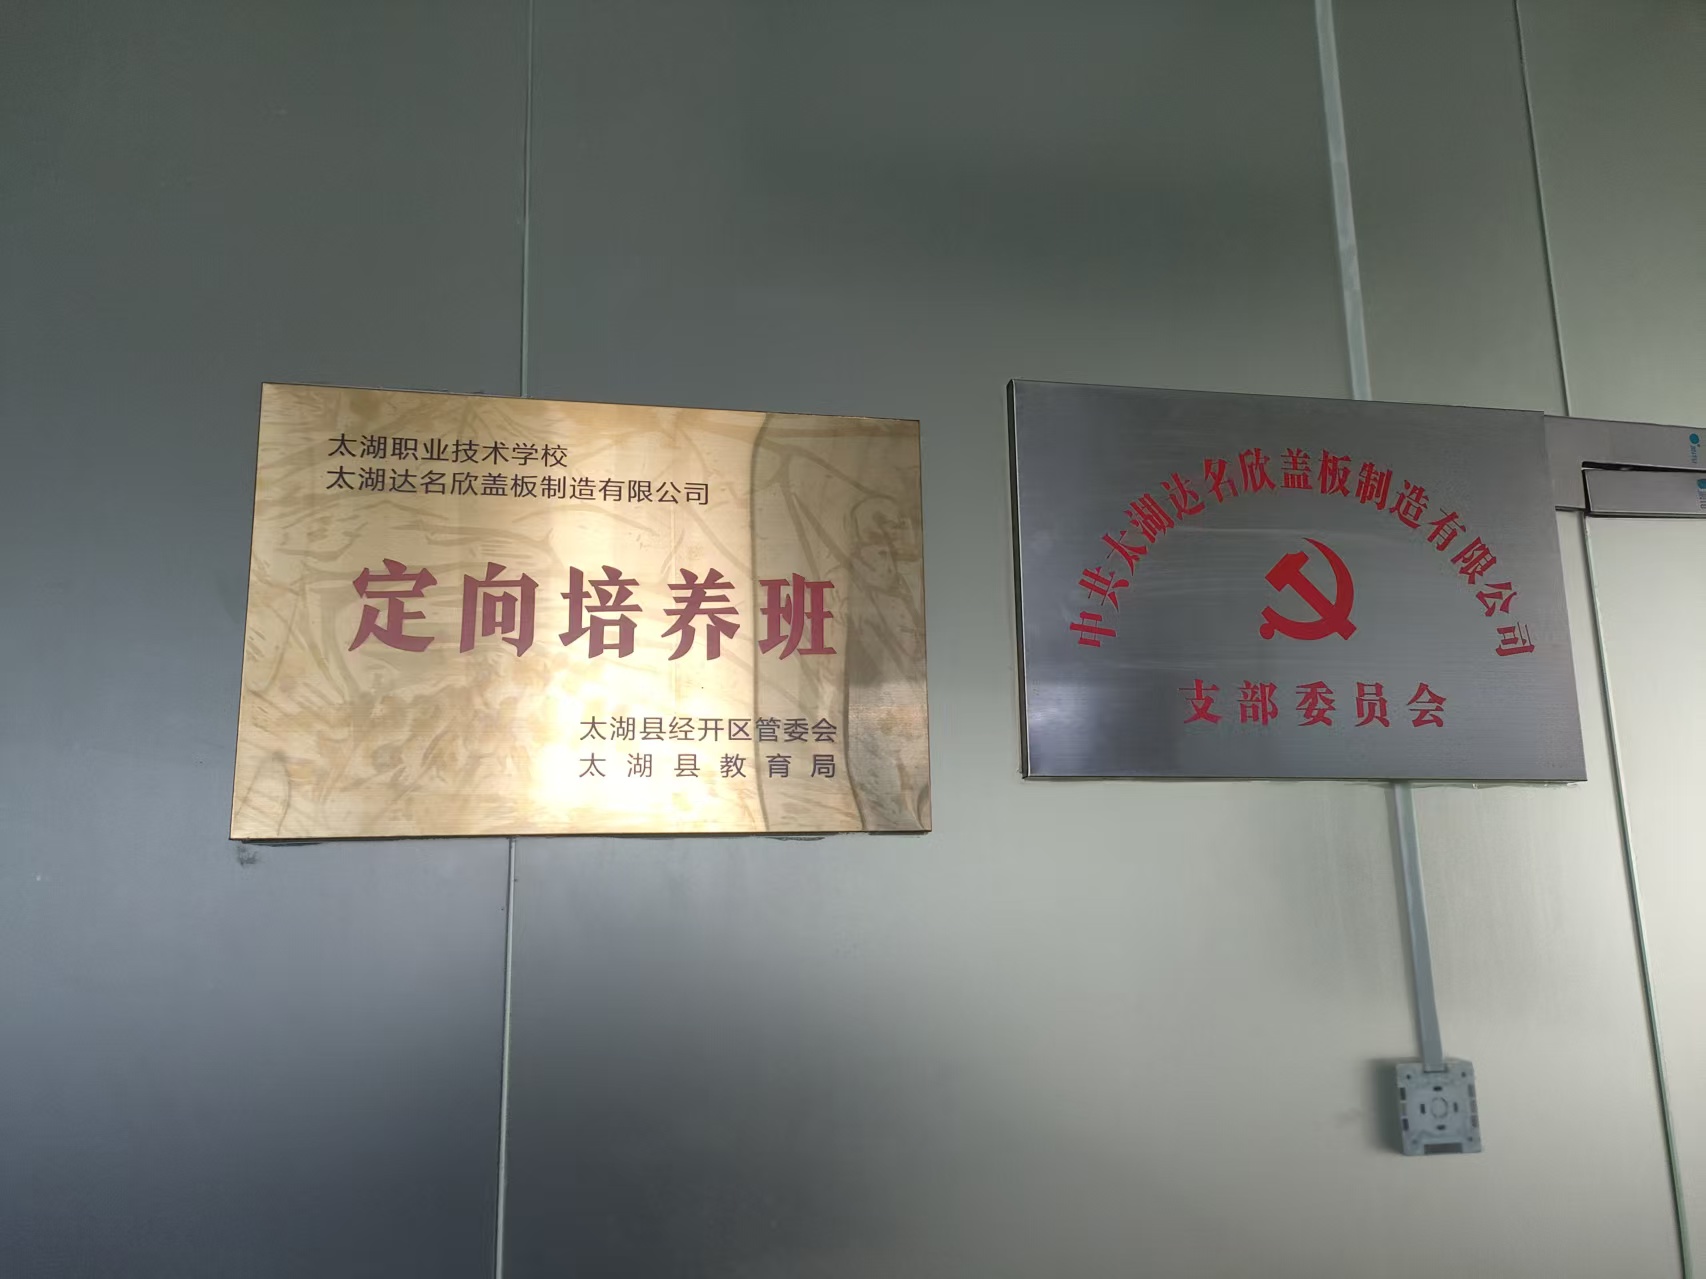 太湖职业技术学校
太湖达名欣盖板制造有限公司
定向培养班
太湖县经开区管委会
太湖县教育局
中共太湖达名欣盖板制造有限公司
支部委员会